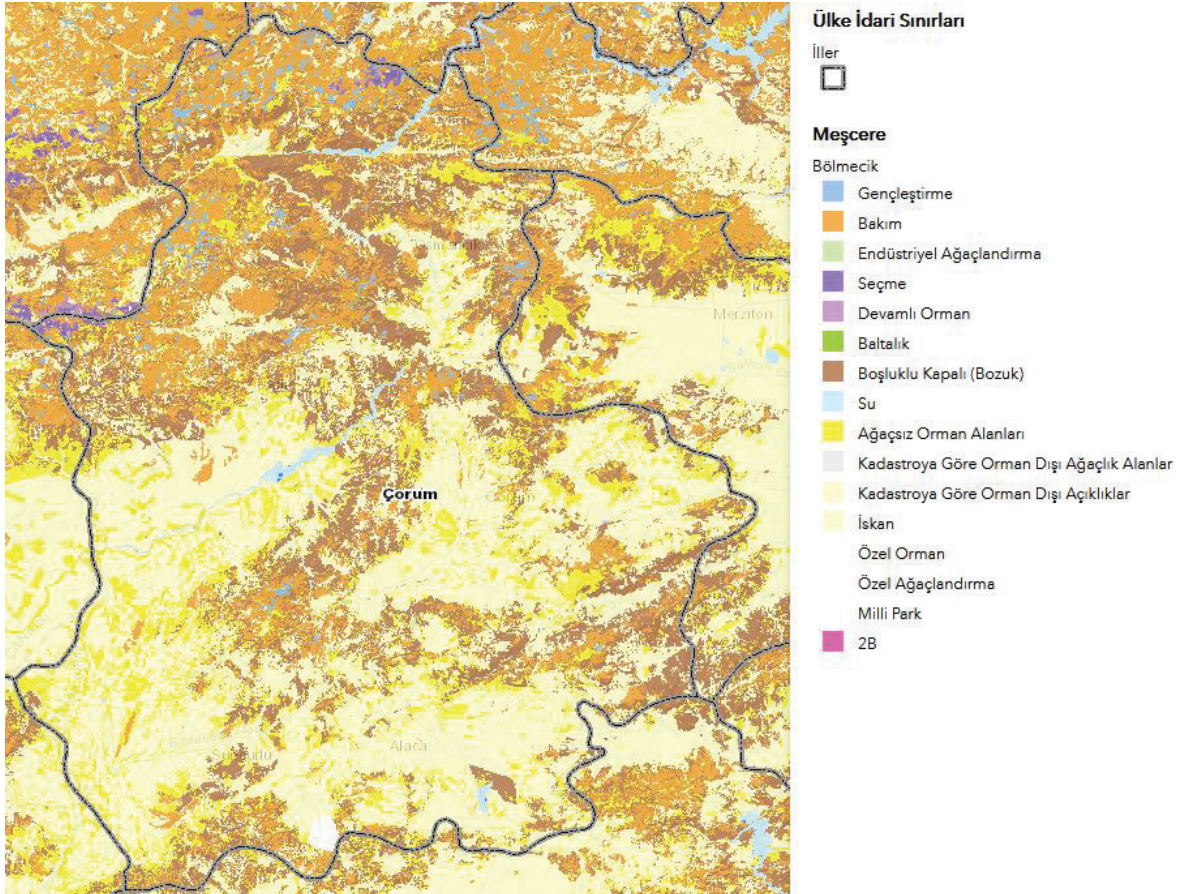 Ülke İdari Sınırları
İller
Meşcere
Bölmecik
Gençleştirme
Bakım
Endüstriyel Ağaçlandırma
Seçme
Devamlı Orman
Baltalık
Boşluklu Kapalı (Bozuk)
Su
Ağaçsız Orman Alanları
Kadastroya Göre Orman Dışı Ağaçlık Alanlar
Kadastroya Göre Orman Dışı Açıklıklar
İskan
Özel Orman
Özel Ağaçlandırma
Milli Park
2B
Merzifon
Çorum
Alaca